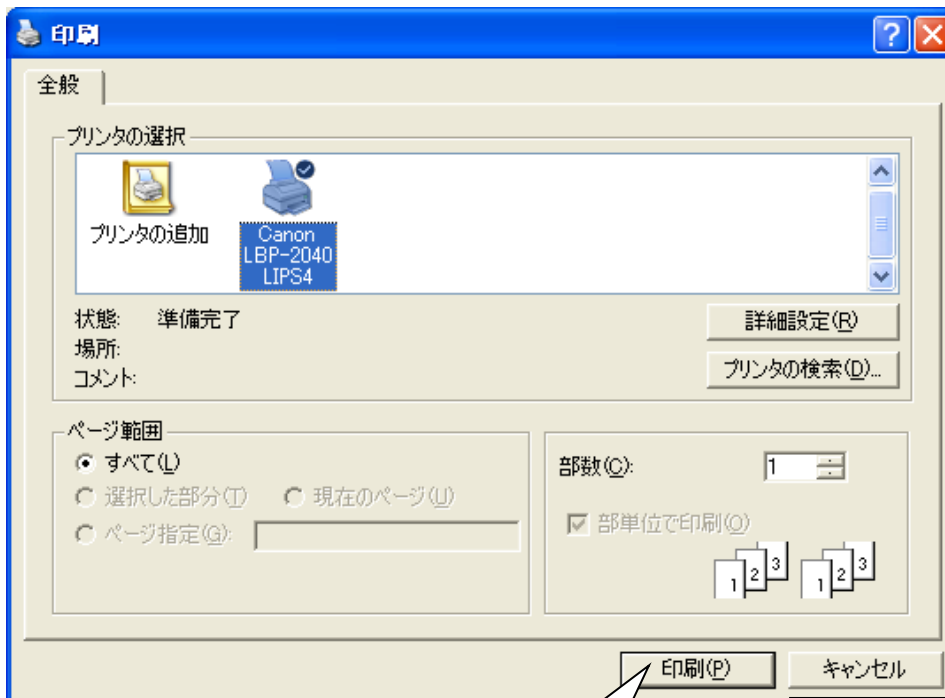 印刷
全般
プリンタの選択
プリンタの追加
Canon
LBP-2040
LIPS4
状態: 準備完了
詳細設定(R)
場所:
コメント:
プリンタの検索(D)...
ページ範囲
すべて(L)
選択した部分(T) 現在のページ(U)
ページ指定(G):
部数(C): 1
部単位で印刷(O)
1 2 3 1 2 3
印刷(P) キャンセル